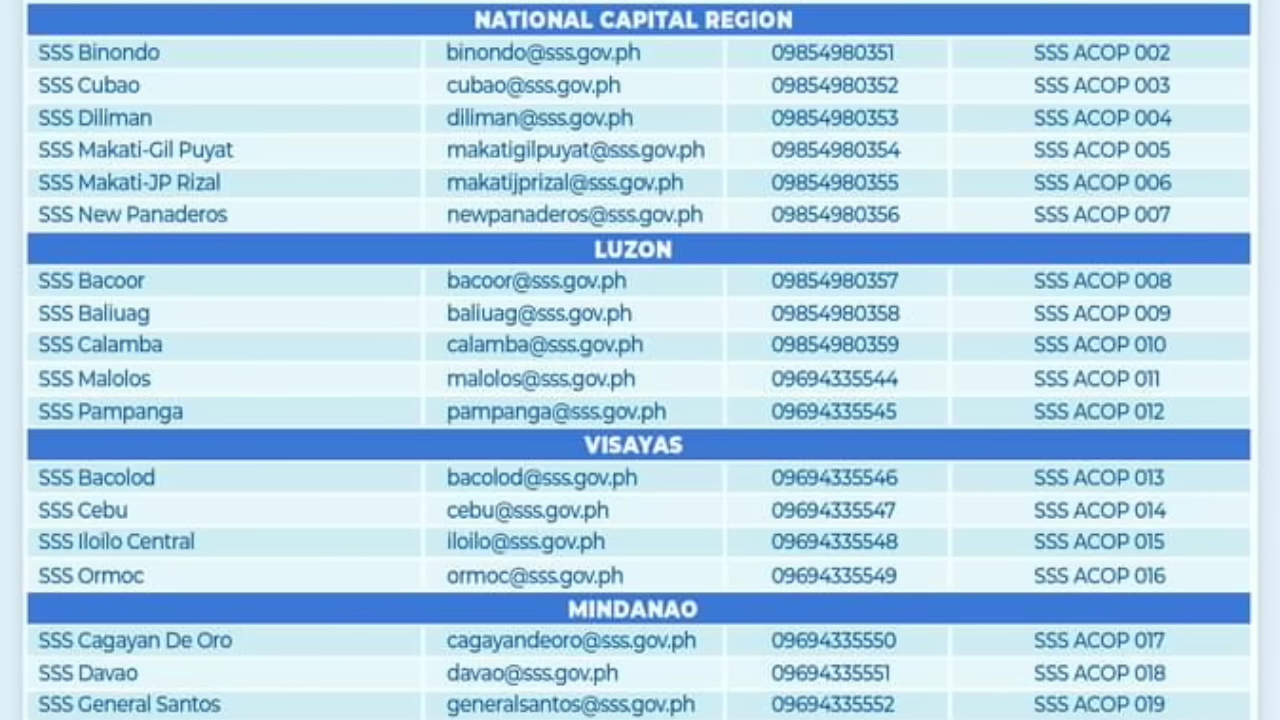 NATIONAL CAPITAL REGION
SSS Binondo binondo@sss.gov.ph 09854980351 SSS ACOP 002
SSS Cubao cubao@sss.gov.ph 09854980352 SSS ACOP 003
SSS Diliman diliman@sss.gov.ph 09854980353 SSS ACOP 004
SSS Makati-Gil Puyat makatigilpuyat@sss.gov.ph 09854980354 SSS ACOP 005
SSS Makati-JP Rizal makatijprizal@sss.gov.ph 09854980355 SSS ACOP 006
SSS New Panaderos newpanaderos@sss.gov.ph 09854980356 SSS ACOP 007
LUZON
SSS Bacoor bacoor@sss.gov.ph 09854980357 SSS ACOP 008
SSS Baliuag baliuag@sss.gov.ph 09854980358 SSS ACOP 009
SSS Calamba calamba@sss.gov.ph 09854980359 SSS ACOP 010
SSS Malolos malolos@sss.gov.ph 09694335544 SSS ACOP 011
SSS Pampanga pampanga@sss.gov.ph 09694335545 SSS ACOP 012
VISAYAS
SSS Bacolod bacolod@sss.gov.ph 09694335546 SSS ACOP 013
SSS Cebu cebu@sss.gov.ph 09694335547 SSS ACOP 014
SSS Iloilo Central iloilo@sss.gov.ph 09694335548 SSS ACOP 015
SSS Ormoc ormoc@sss.gov.ph 09694335549 SSS ACOP 016
MINDANAO
SSS Cagayan De Oro cagayandeoro@sss.gov.ph 09694335550 SSS ACOP 017
SSS Davao davao@sss.gov.ph 09694335551 SSS ACOP 018
SSS General Santos generalsantos@sss.gov.ph 09694335552 SSS ACOP 019